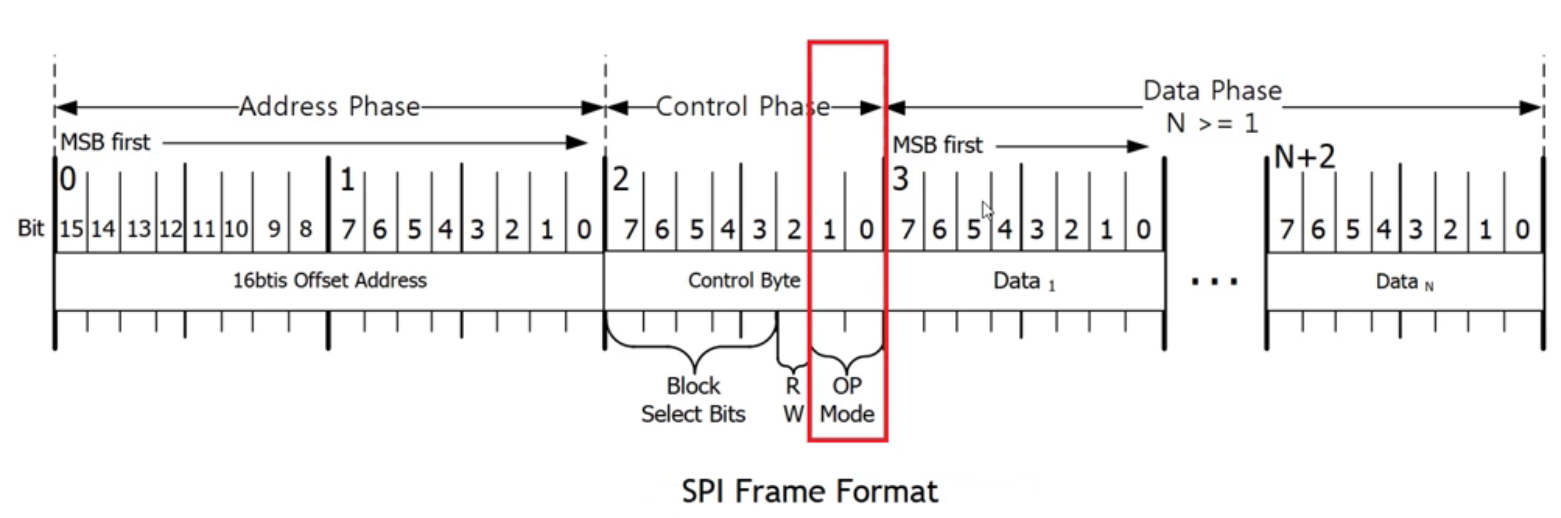 Address Phase
Control Phase
Data Phase
N >= 1
MSB first
MSB first
0 1 2 3 N+2
Bit 15 14 13 12 11 10 9 8 7 6 5 4 3 2 1 0 7 6 5 4 3 2 1 0 7 6 5 4 3 2 1 0 7 6 5 4 3 2 1 0
16btis Offset Address Control Byte Data 1 ... Data N
Block
Select Bits
R
W
OP
Mode
SPI Frame Format